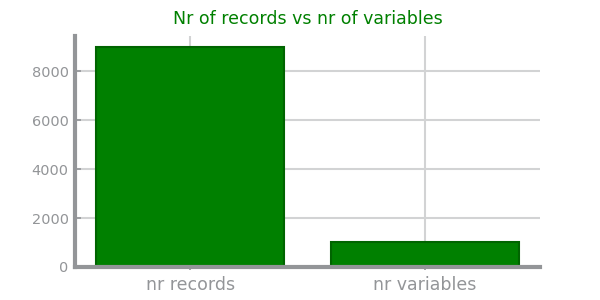 Nr of records vs nr of variables
8000
6000
4000
2000
0
nr records nr variables